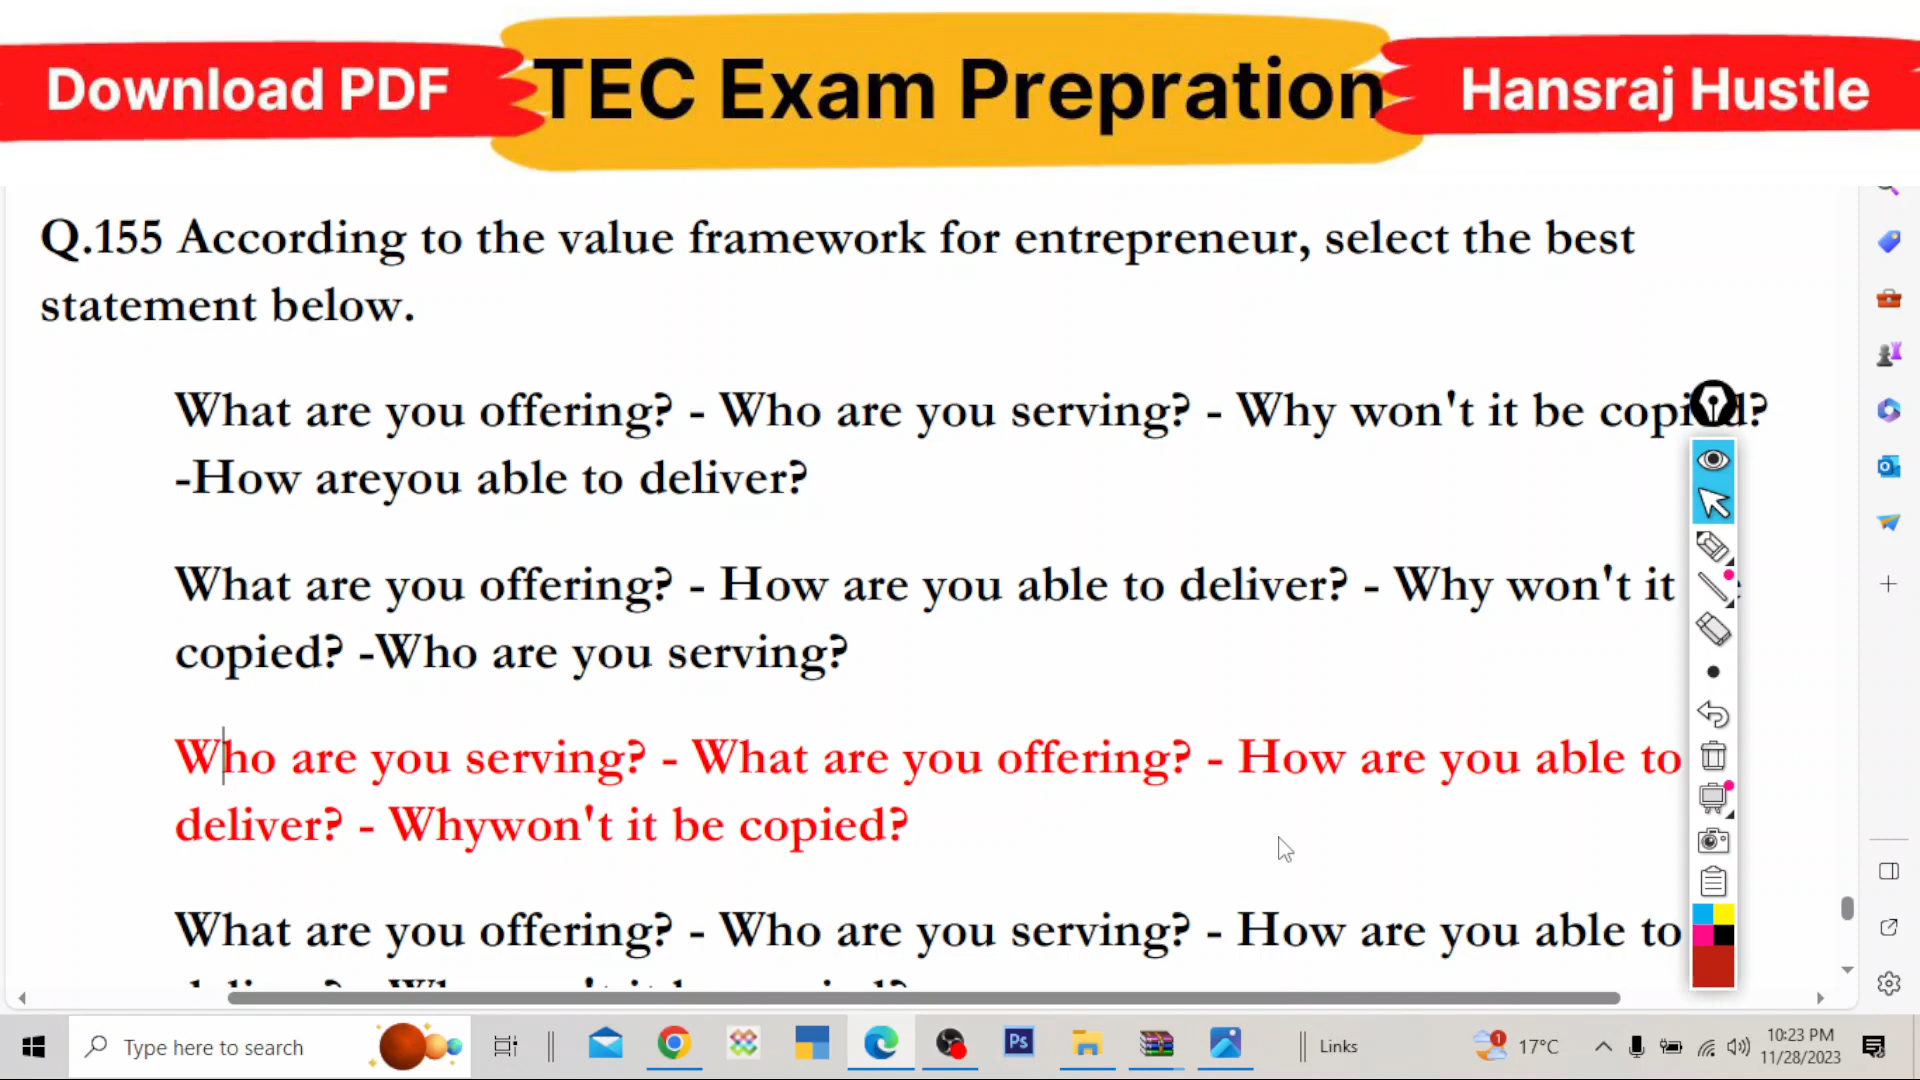 Download PDF
TEC Exam Prepration
Hansraj Hustle
Q.155 According to the value framework for entrepreneur, select the best
statement below.
What are you offering? - Who are you serving? - Why won't it be copied?
-How areyou able to deliver?
What are you offering? - How are you able to deliver? - Why won't it
copied? -Who are you serving?
Who are you serving? - What are you offering? - How are you able to
deliver? - Whywon't it be copied?
What are you offering? - Who are you serving? - How are you able to
Type here to search
Ps
Links
1
17°C
10:23 PM
11/28/2023